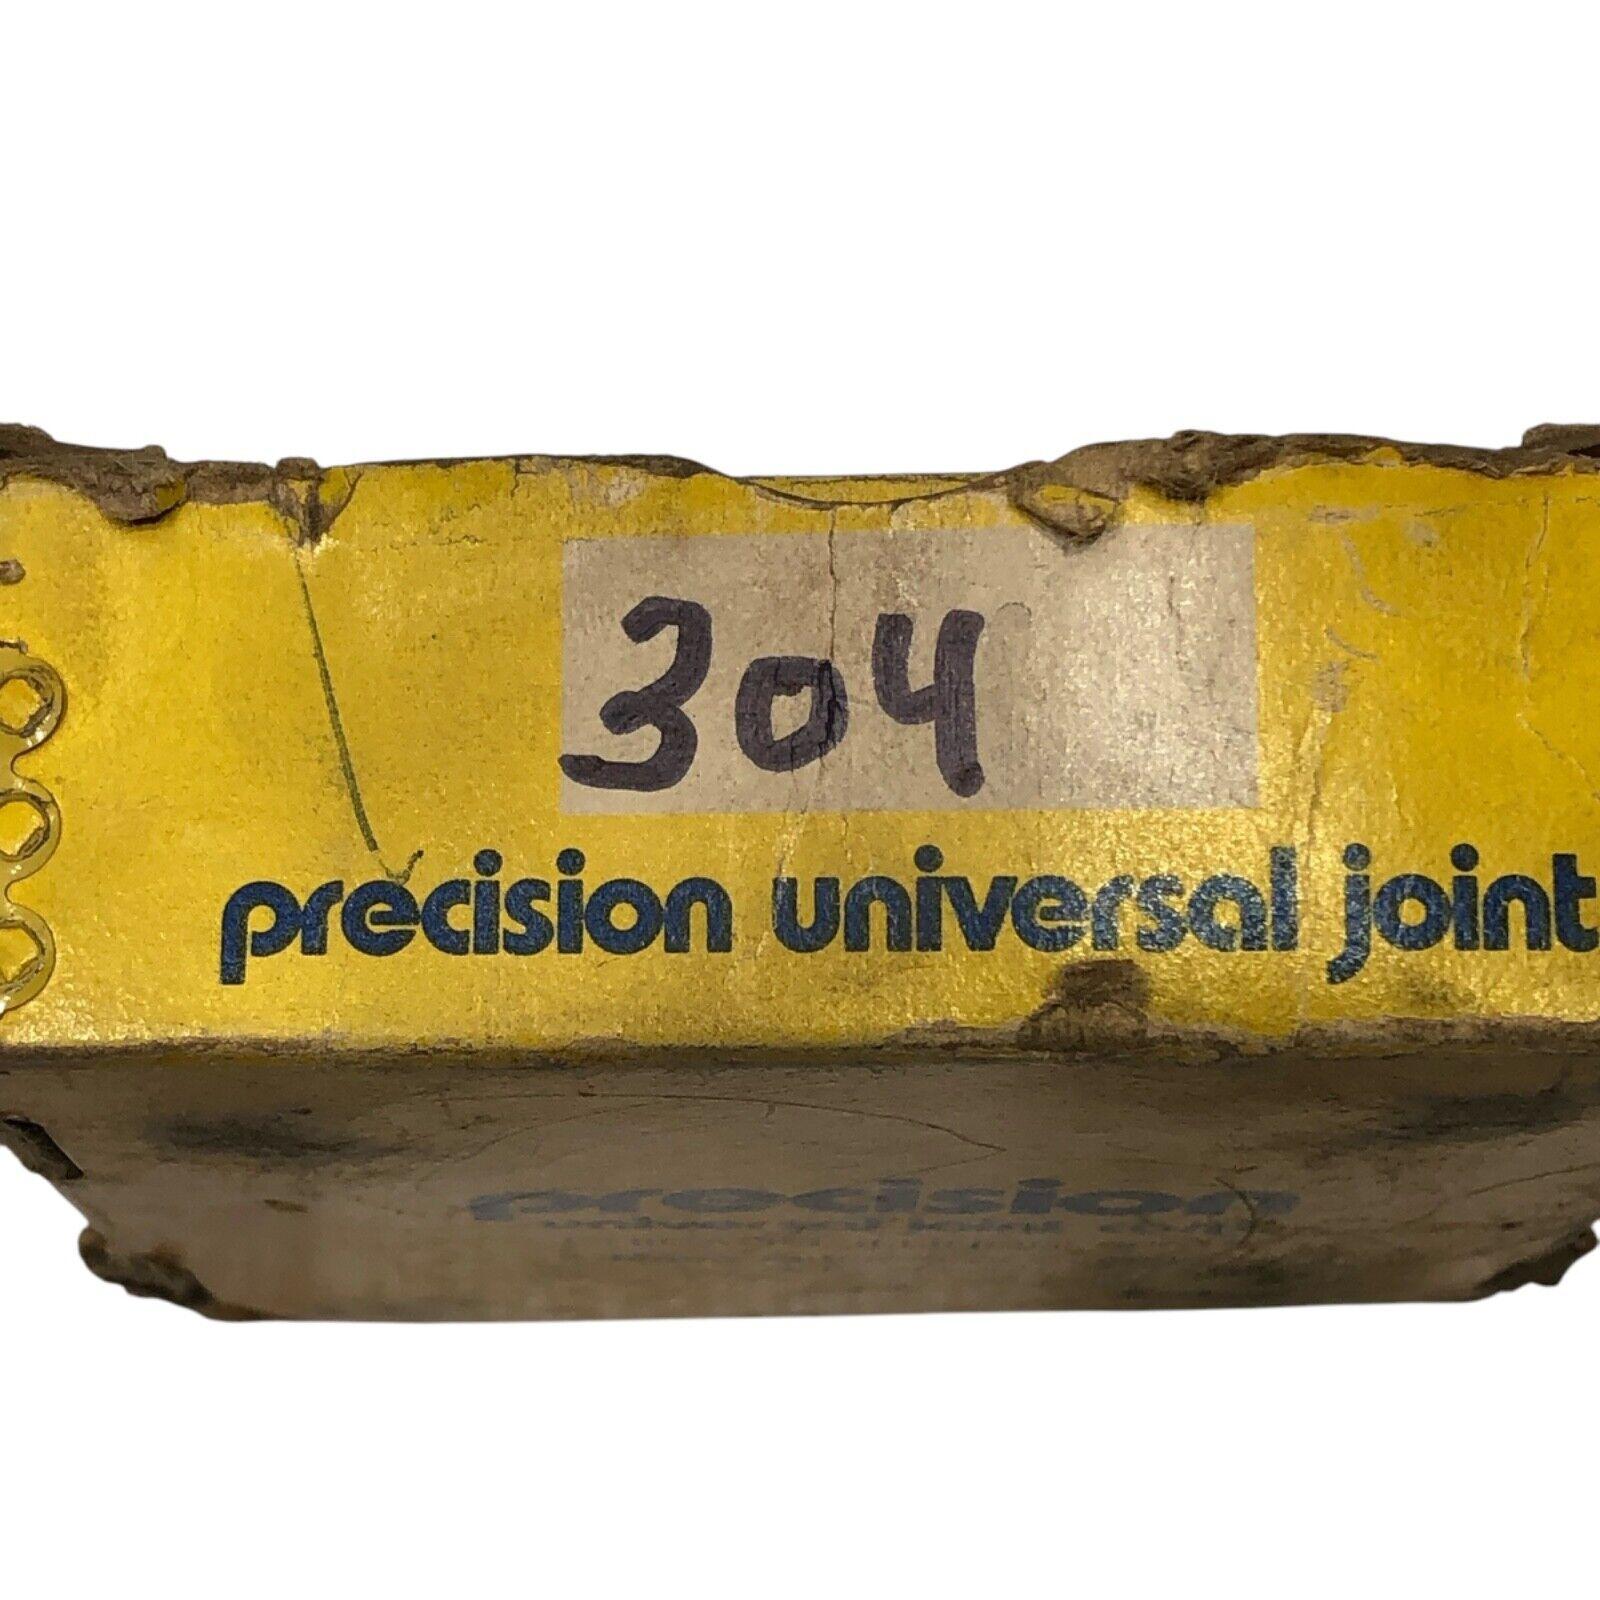 304
precision universal joint
precision